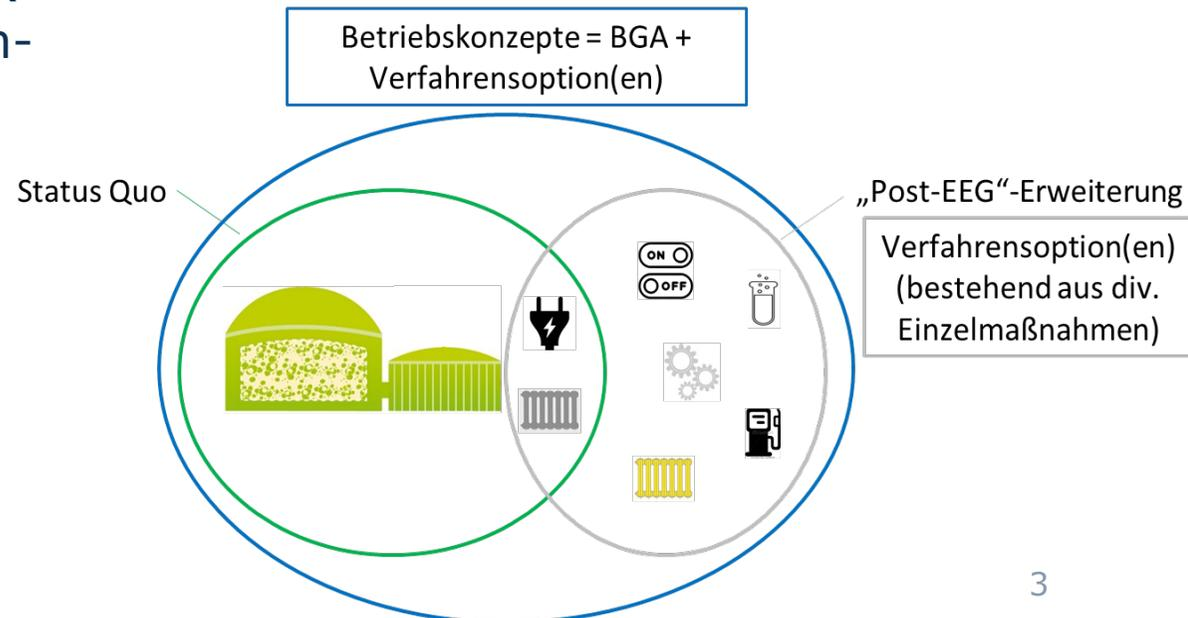 n-
Betriebskonzepte = BGA +
Verfahrensoption(en)
Status Quo
„Post-EEG“-Erweiterung
Verfahrensoption(en)
(bestehend aus div.
Einzelmaßnahmen)
ON
OFF
3